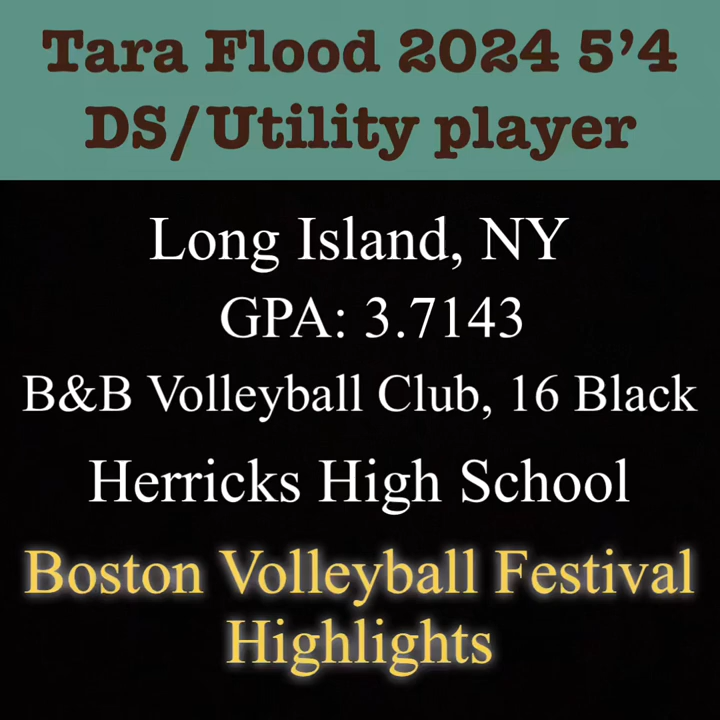 Tara Flood 2024 5’4
DS/Utility player
Long Island, NY
GPA: 3.7143
B&B Volleyball Club, 16 Black
Herricks High School
Boston Volleyball Festival
Highlights